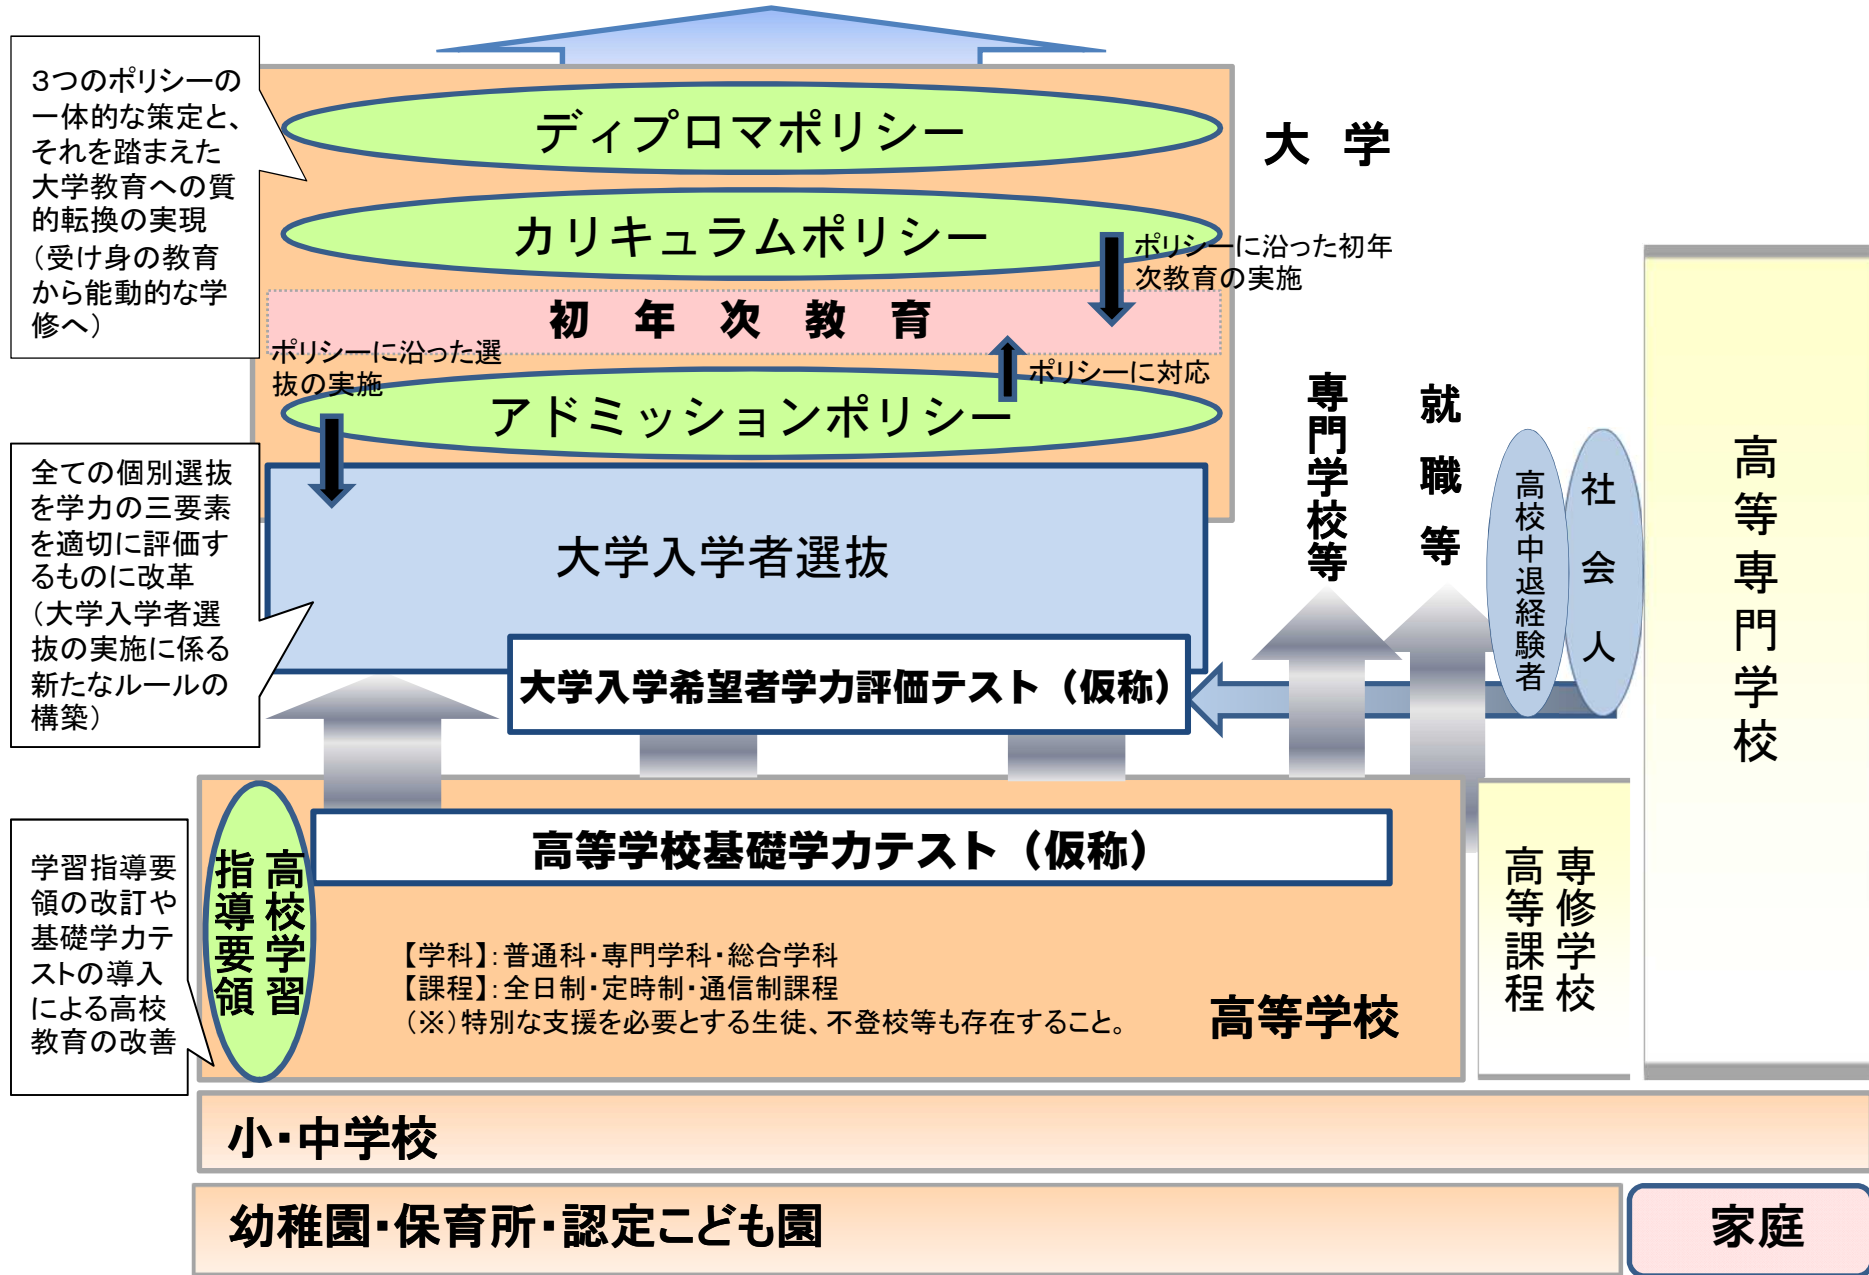 3つのポリシーの
一体的な策定と、
それを踏まえた
大学教育への質
的転換の実現
(受け身の教育
から能動的な学
修へ)
ディプロマポリシー
大 学
カリキュラムポリシー
ポリシーに沿った初年
次教育の実施
初 年 次 教 育
ポリシーに沿った選
抜の実施
ポリシーに対応
アドミッションポリシー
全ての個別選抜
を学力の三要素
を適切に評価す
るものに改革
(大学入学者選
抜の実施に係る
新たなルールの
構築)
大学入学者選抜
大学入学希望者学力評価テスト(仮称)
専門学校等
就職等
高校中退経験者
社会人
高等専門学校
学習指導要
領の改訂や
基礎学力テ
ストの導入
による高校
教育の改善
高校学習
指導要領
高等学校基礎学力テスト(仮称)
【学科】:普通科・専門学科・総合学科
【課程】:全日制・定時制・通信制課程
(※)特別な支援を必要とする生徒、不登校等も存在すること。
高等学校
専修学校
高等課程
小・中学校
幼稚園・保育所・認定こども園
家庭